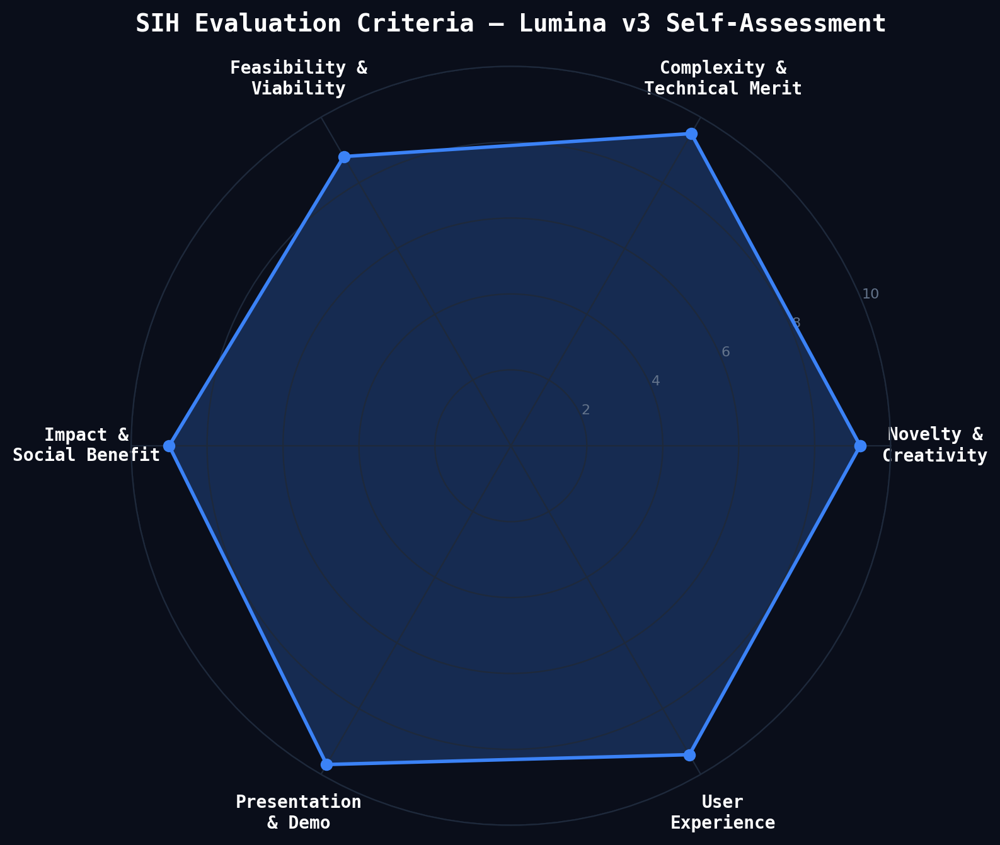 SIH Evaluation Criteria — Lumina v3 Self-Assessment
Feasibility &
Viability
Complexity &
Technical Merit
10
8
6
4
2
Impact &
Social Benefit
Novelty &
Creativity
Presentation
& Demo
User
Experience